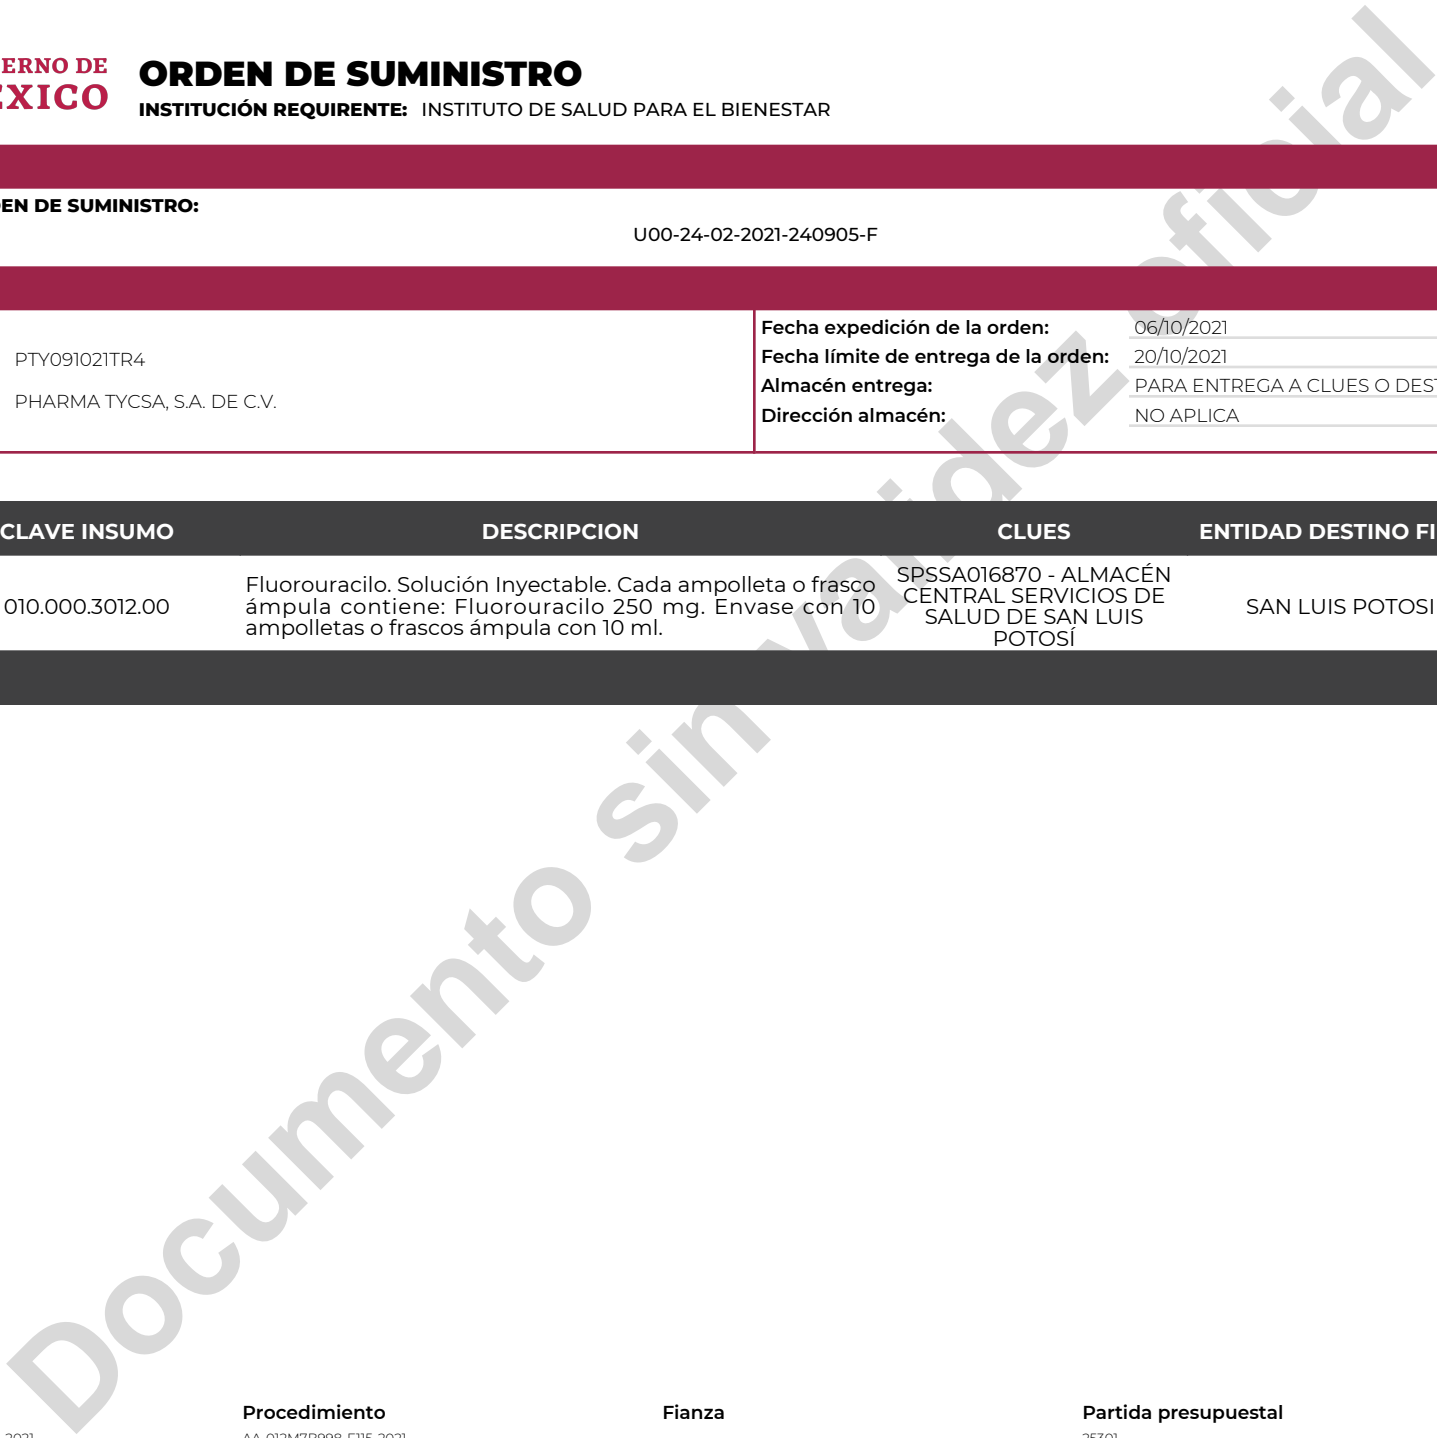 ERNO DE
EXICO
ORDEN DE SUMINISTRO
INSTITUCIÓN REQUIRENTE: INSTITUTO DE SALUD PARA EL BIENESTAR
EN DE SUMINISTRO:
U00-24-02-2021-240905-F
PTY091021TR4
PHARMA TYCSA, S.A. DE C.V.
Fecha expedición de la orden: 06/10/2021
Fecha límite de entrega de la orden: 20/10/2021
Almacén entrega: PARA ENTREGA A CLUES O DEST
Dirección almacén: NO APLICA
CLAVE INSUMO DESCRIPCION CLUES ENTIDAD DESTINO FI
010.000.3012.00
Fluorouracilo. Solución Inyectable. Cada ampolleta o frasco
ámpula contiene: Fluorouracilo 250 mg. Envase con 10
ampolletas o frascos ámpula con 10 ml.
SPSSA016870 - ALMACÉN
CENTRAL SERVICIOS DE
SALUD DE SAN LUIS
POTOSÍ
SAN LUIS POTOSI
Documento sin validez oficial
Procedimiento Fianza Partida presupuestal